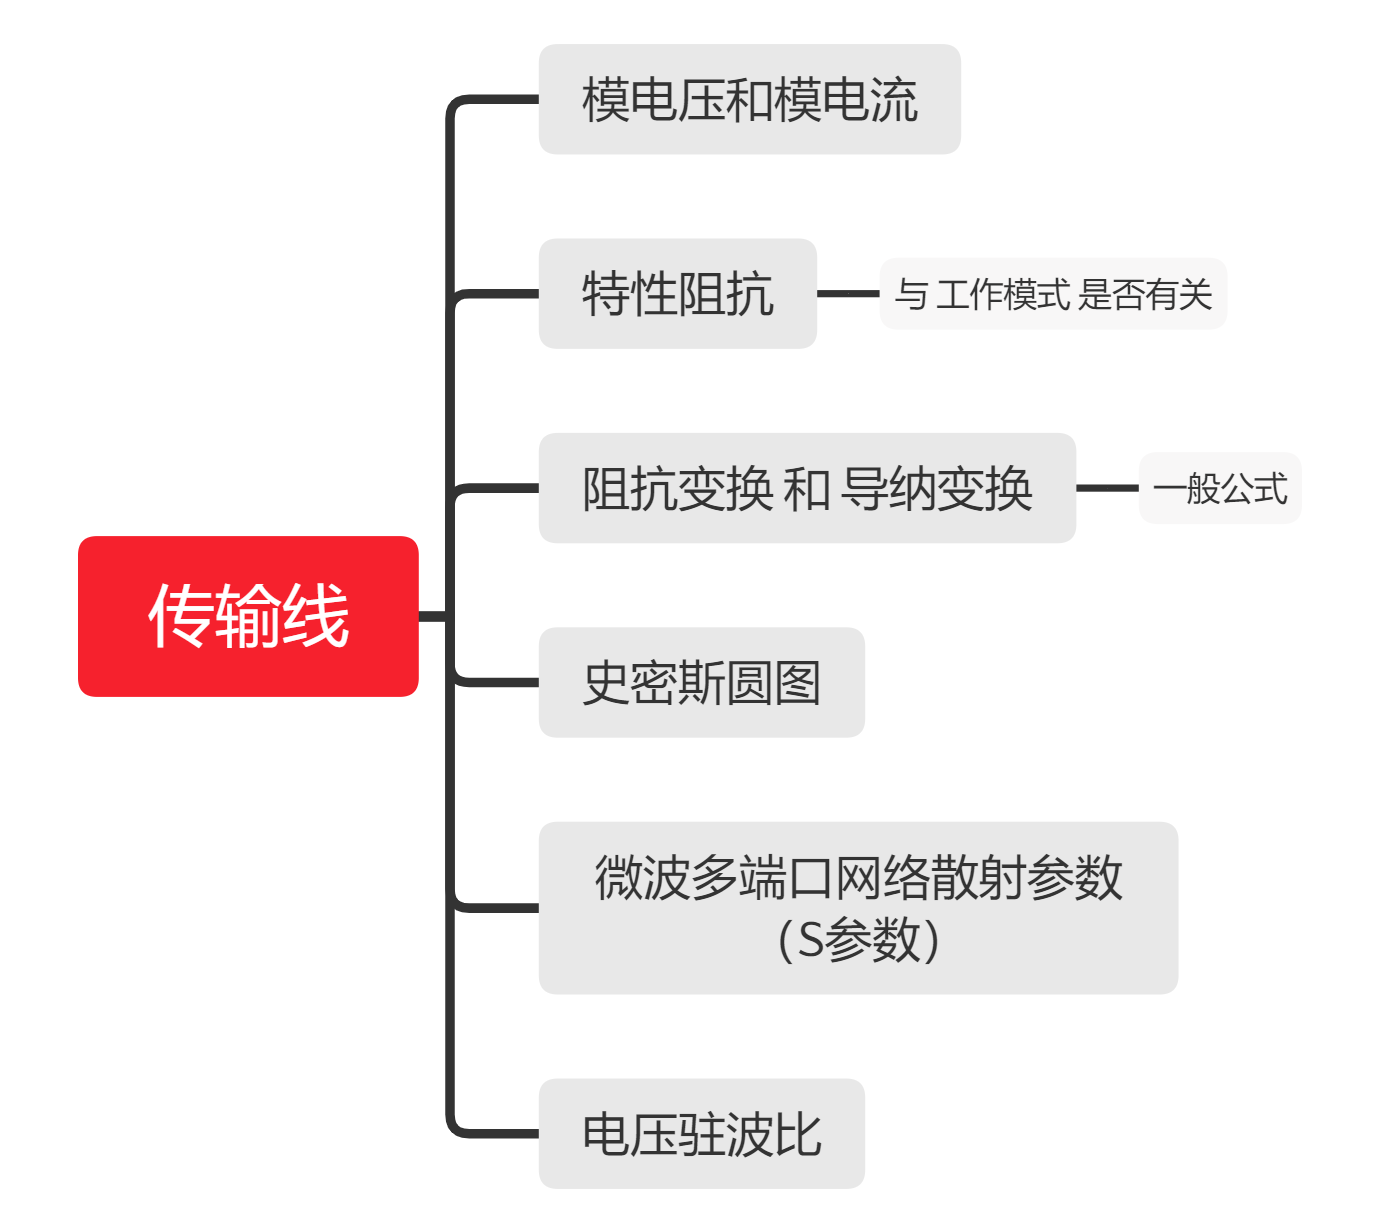 传输线
模电压和模电流
特性阻抗
与 工作模式 是否有关
阻抗变换 和 导纳变换
一般公式
史密斯圆图
微波多端口网络散射参数
（S参数）
电压驻波比